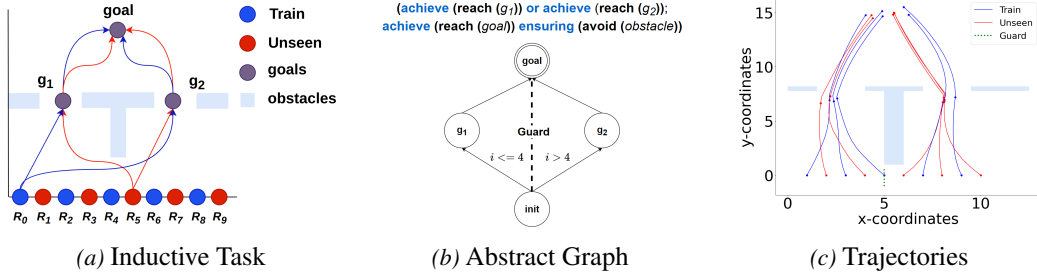 goal
g1
g2
Train
Unseen
goals
obstacles
R0 R1 R2 R3 R4 R5 R6 R7 R8 R9
(a) Inductive Task
(achieve (reach (g1)) or achieve (reach (g2));
achieve (reach (goal)) ensuring (avoid (obstacle))
goal
g1
Guard
g2
i <= 4
i > 4
init
(b) Abstract Graph
15
10
5
0
y-coordinates
Train
Unseen
Guard
0 5 10
x-coordinates
(c) Trajectories